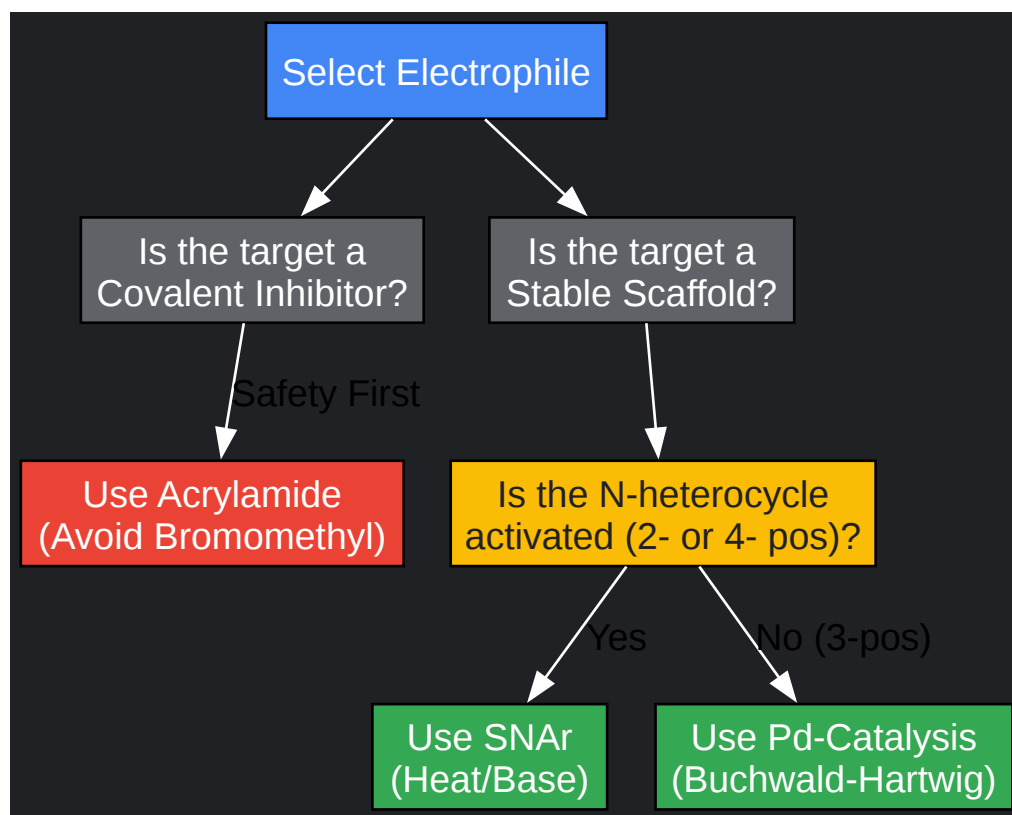 Select Electrophile
Is the target a
Covalent Inhibitor?
Is the target a
Stable Scaffold?
Safety First
Use Acrylamide
(Avoid Bromomethyl)
Is the N-heterocycle
activated (2- or 4- pos)?
Yes
No (3-pos)
Use SNAr
(Heat/Base)
Use Pd-Catalysis
(Buchwald-Hartwig)